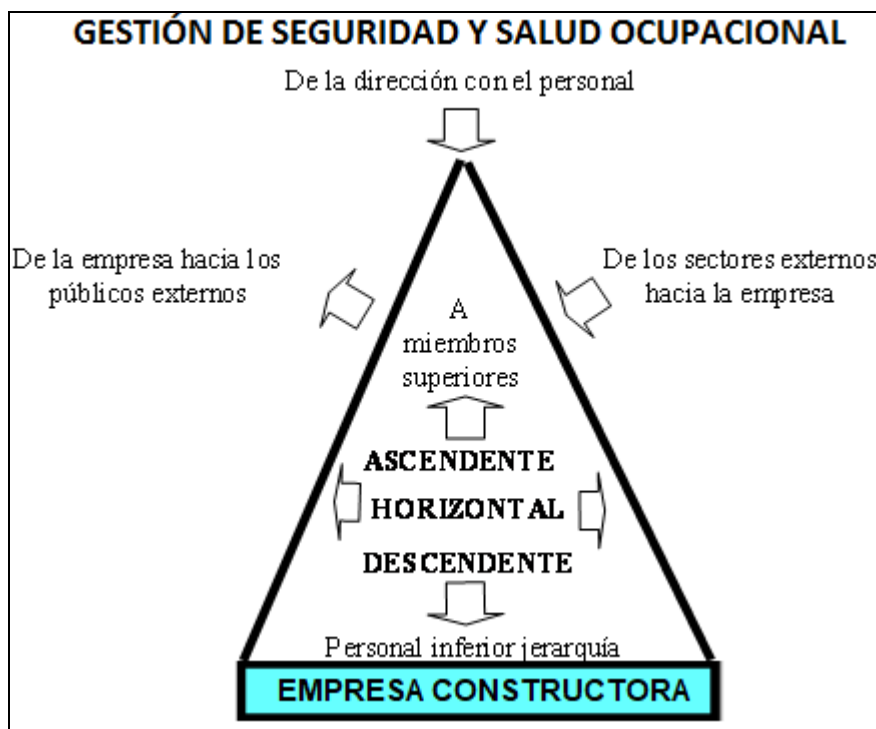 GESTIÓN DE SEGURIDAD Y SALUD OCUPACIONAL
De la dirección con el personal
De la empresa hacia los
públicos externos
De los sectores externos
hacia la empresa
A
miembros
superiores
ASCENDENTE
HORIZONTAL
DESCENDENTE
Personal inferior jerarquía
EMPRESA CONSTRUCTORA